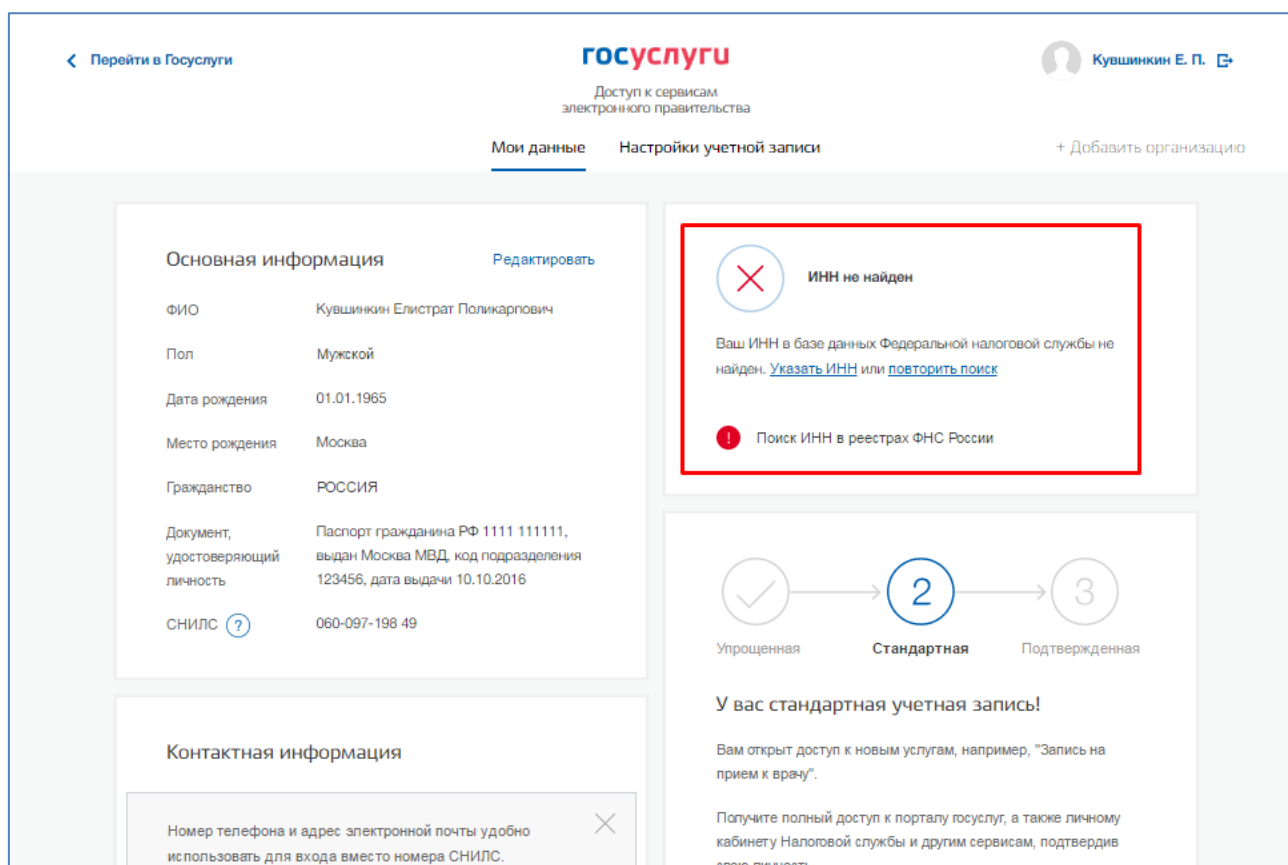 Перейти в Госуслуги
госуслуги
Кувшинкин Е. П.
Доступ к сервисам
электронного правительства
Мои данные
Настройки учетной записи
+ Добавить организацию
Основная информация
Редактировать
ФИО
Кувшинкин Елистрат Поликарпович
Пол
Мужской
Дата рождения
01.01.1965
Место рождения
Москва
Гражданство
РОССИЯ
Документ,
удостоверяющий
личность
Паспорт гражданина РФ 1111 111111,
выдан Москва МВД, код подразделения
123456, дата выдачи 10.10.2016
СНИЛС ?
060-097-198 49
Контактная информация
Номер телефона и адрес электронной почты удобно
использовать для входа вместо номера СНИЛС.
ИНН не найден
Ваш ИНН в базе данных Федеральной налоговой службы не
найден. Указать ИНН или повторить поиск
! Поиск ИНН в реестрах ФНС России
2
3
Упрощенная
Стандартная
Подтвержденная
У вас стандартная учетная запись!
Вам открыт доступ к новым услугам, например, "Запись на
прием к врачу".
Получите полный доступ к порталу госуслуг, а также личному
кабинету Налоговой службы и другим сервисам, подтвердив